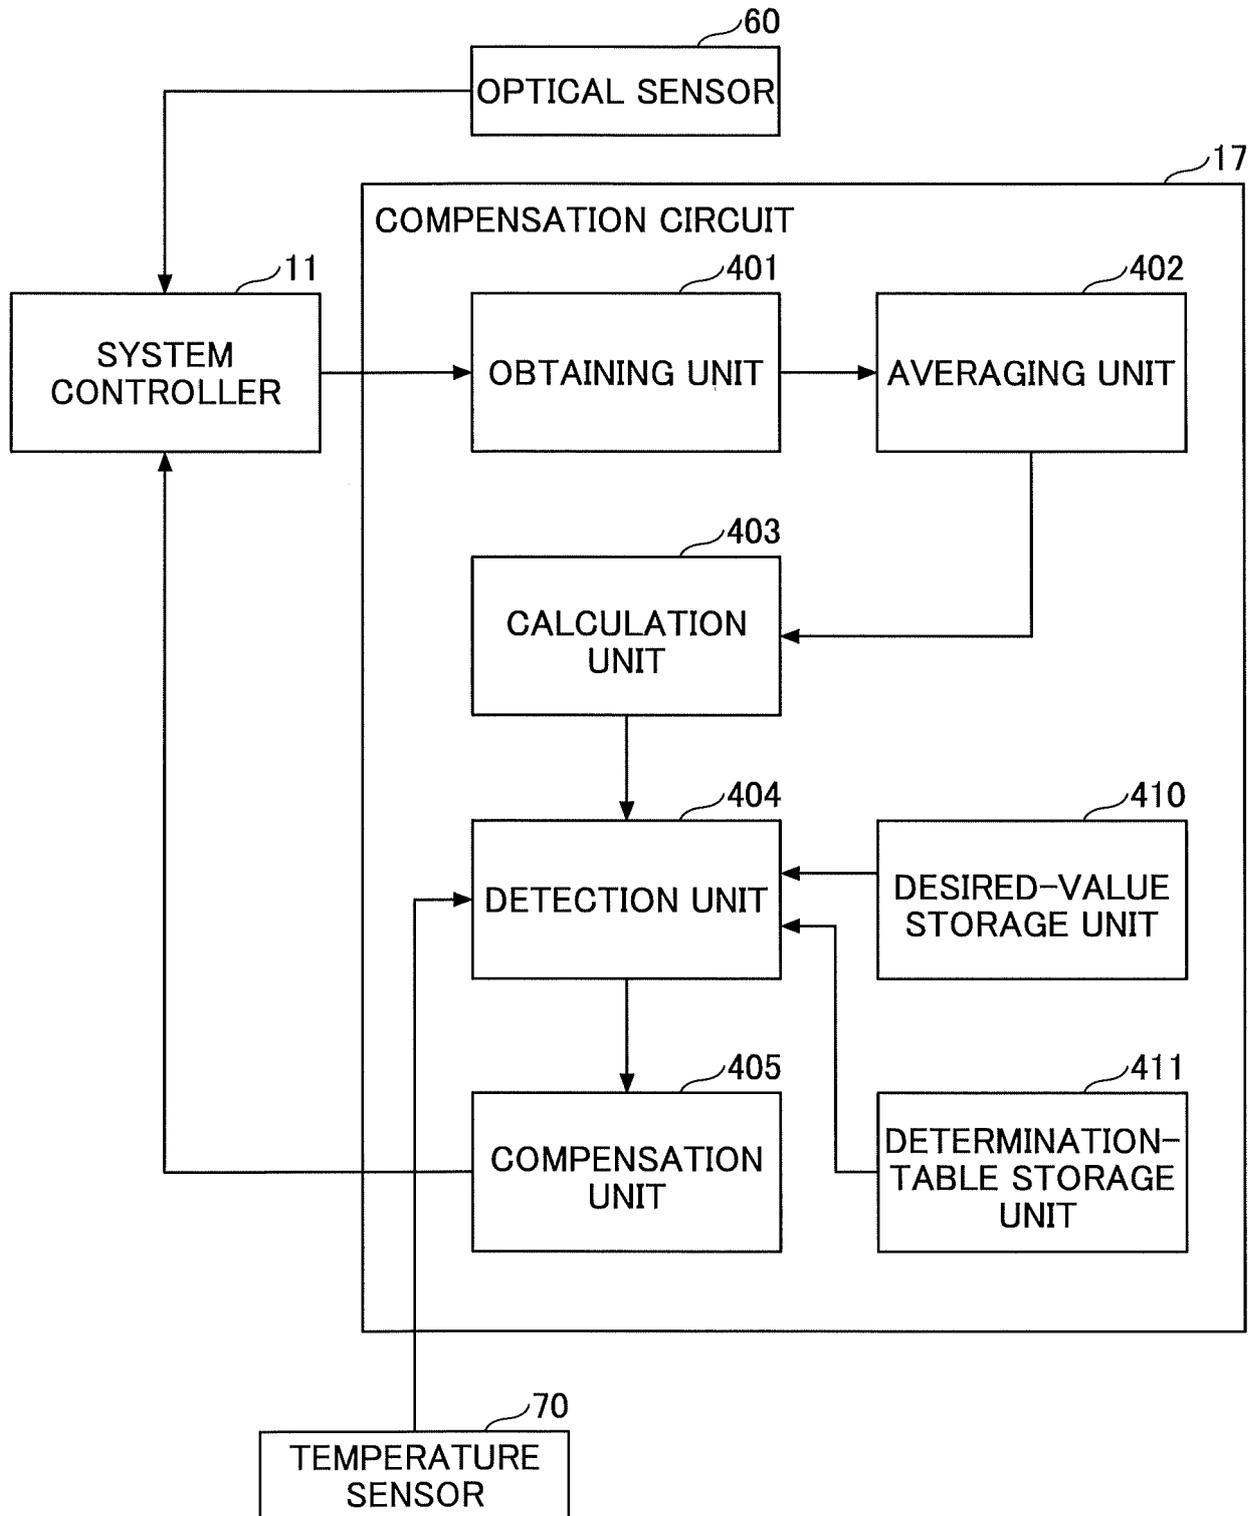 60
OPTICAL SENSOR
17
COMPENSATION CIRCUIT
11
SYSTEM
CONTROLLER
401
OBTAINING UNIT
402
AVERAGING UNIT
403
CALCULATION
UNIT
404
DETECTION UNIT
410
DESIRED-VALUE
STORAGE UNIT
405
COMPENSATION
UNIT
411
DETERMINATION-
TABLE STORAGE
UNIT
70
TEMPERATURE
SENSOR